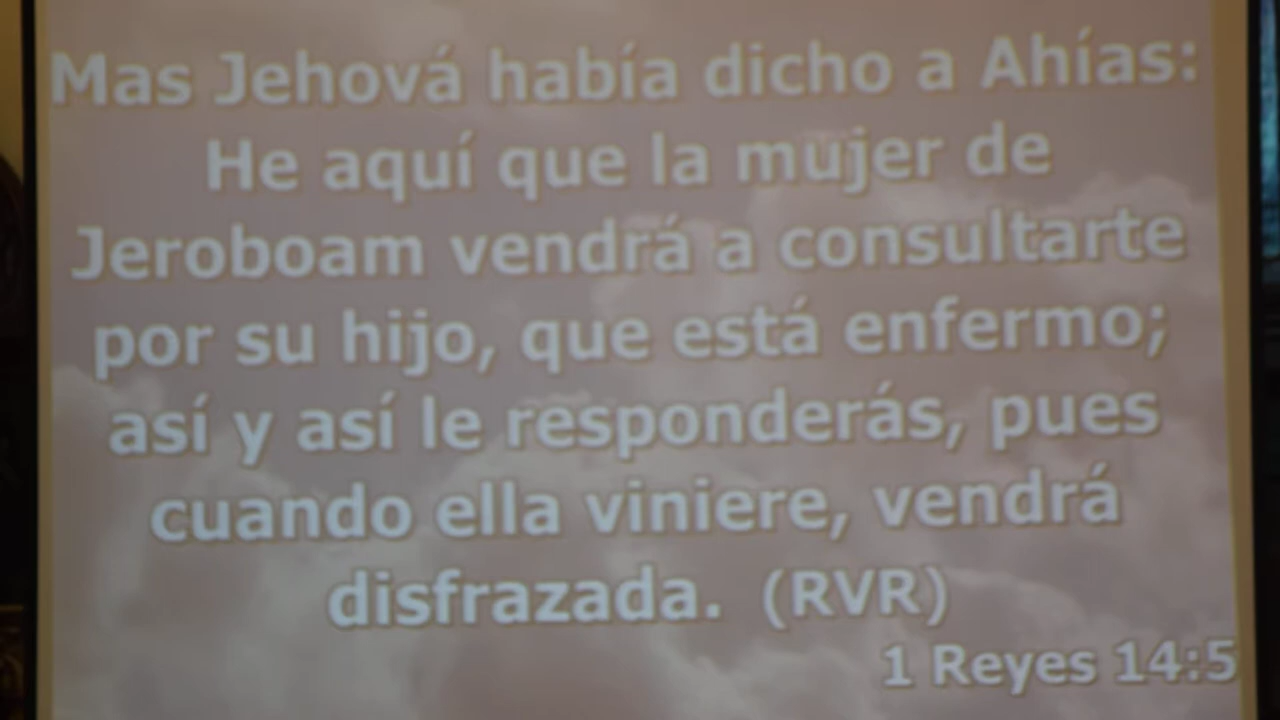 Mas Jehová había dicho a Ahías:
He aquí que la mujer de
Jeroboam vendrá a consultarte
por su hijo, que está enfermo;
así y así le responderás, pues
cuando ella viniere, vendrá
disfrazada. (RVR)
1 Reyes 14:5